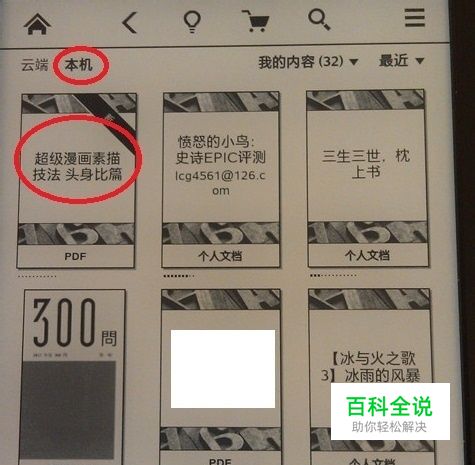 云端 本机 我的内容 (32) 最近
超级漫画素描
技法 头身比篇
PDF
愤怒的小鸟：
史诗EPIC评测
lcg4561@126.c
om
个人文档
三生三世，枕
上书
个人文档
300問
PDF
【冰与火之歌
3】冰雨的风暴
个人文档
百科全说
助你轻松解决